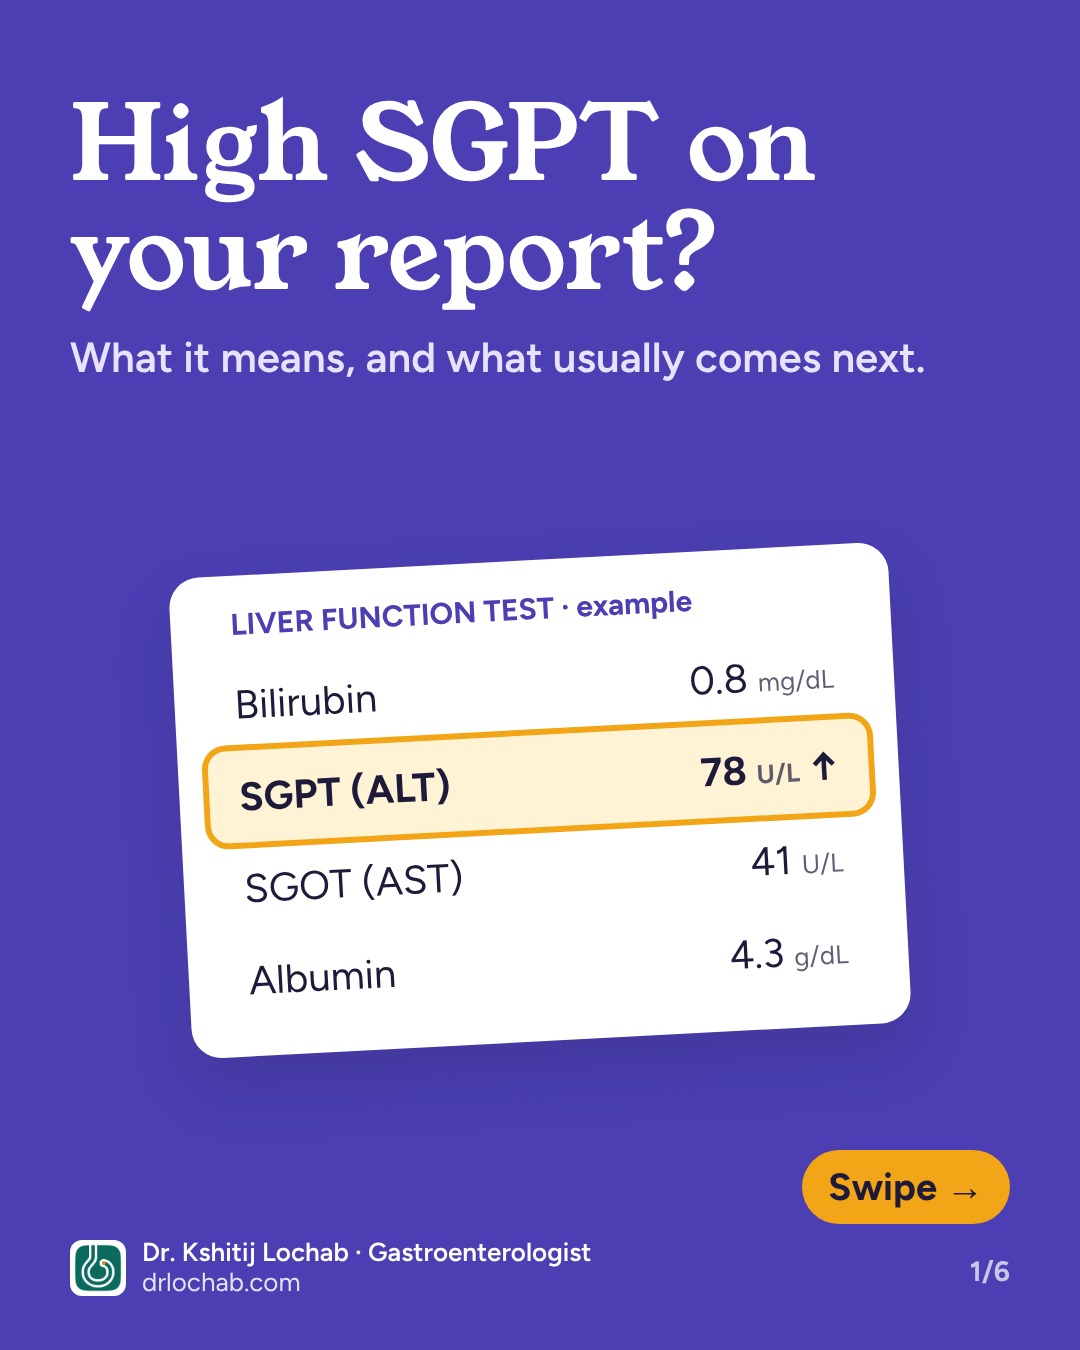 High SGPT on
your report?
What it means, and what usually comes next.
LIVER FUNCTION TEST · example
Bilirubin 0.8 mg/dL
SGPT (ALT) 78 U/L ↑
SGOT (AST) 41 U/L
Albumin 4.3 g/dL
Swipe →
Dr. Kshitij Lochab · Gastroenterologist
drlochab.com
1/6